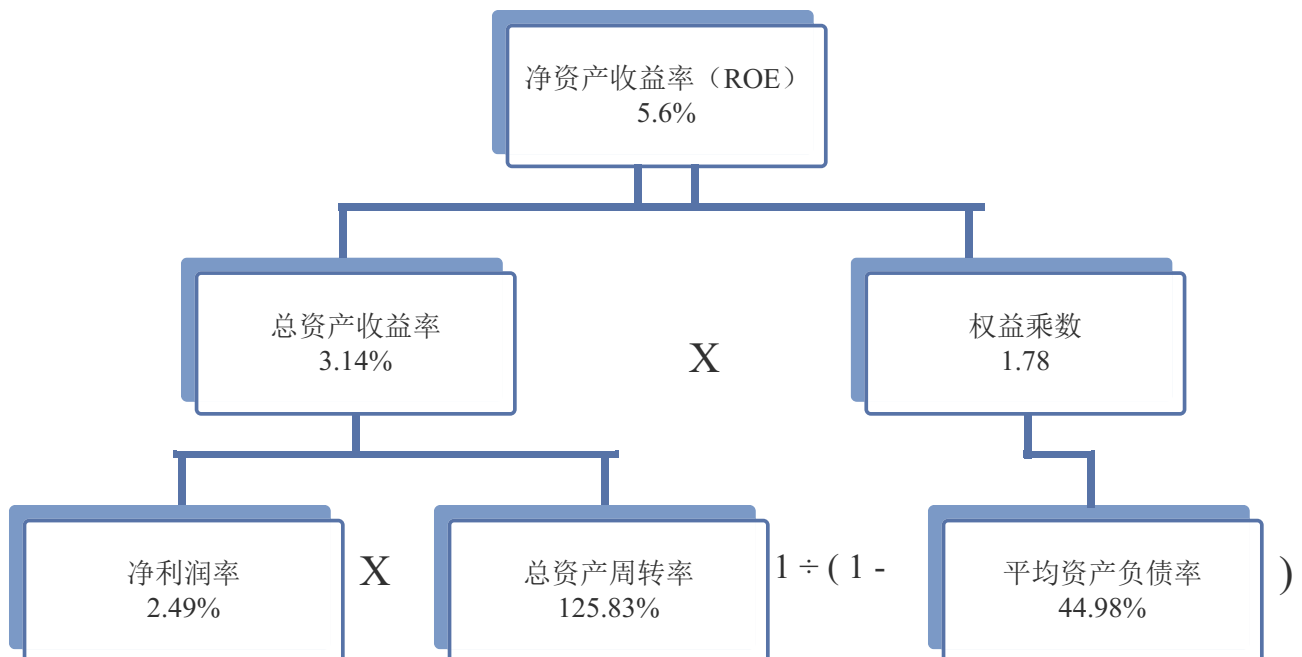 净资产收益率（ROE）
5.6%
总资产收益率
3.14%
X
权益乘数
1.78
净利润率
2.49%
X
总资产周转率
125.83%
1 ÷ ( 1 -
平均资产负债率
44.98%
)